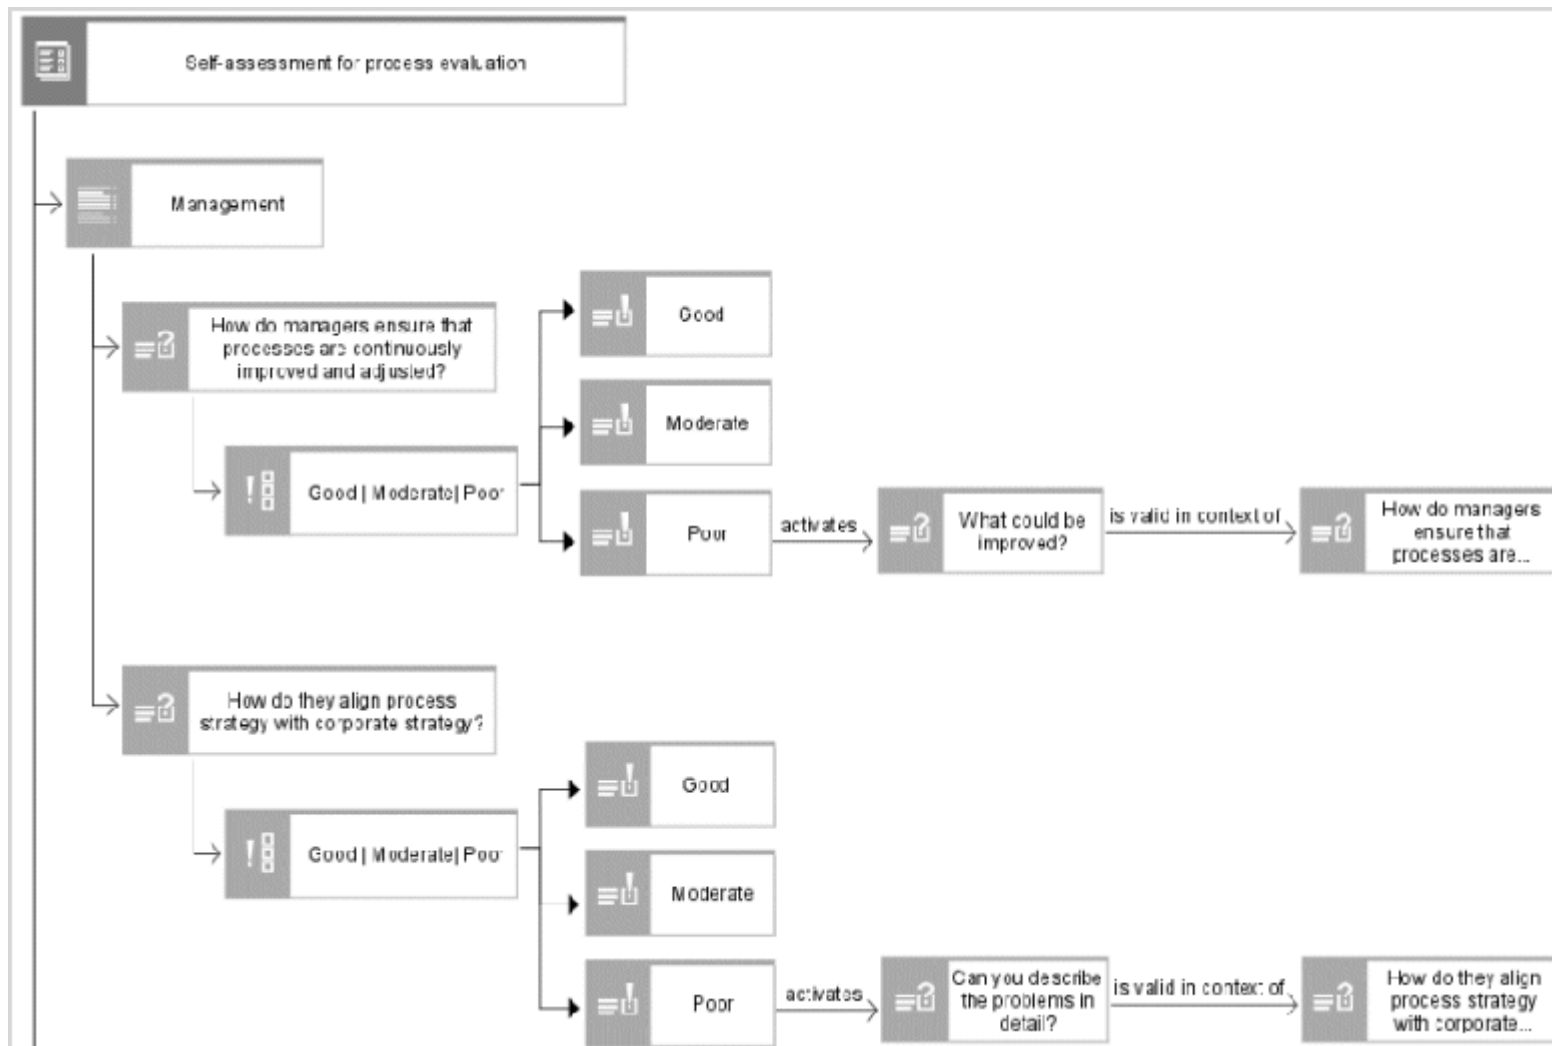 Self-assessment for process evaluation
Management
How do managers ensure that
processes are continuously
improved and adjusted?
Good | Moderate| Poor
Good
Moderate
Poor
activates
What could be
improved?
is valid in context of
How do managers
ensure that
processes are...
How do they align process
strategy with corporate strategy?
Good | Moderate| Poor
Good
Moderate
Poor
activates
Can you describe
the problems in
detail?
is valid in context of
How do they align
process strategy
with corporate...